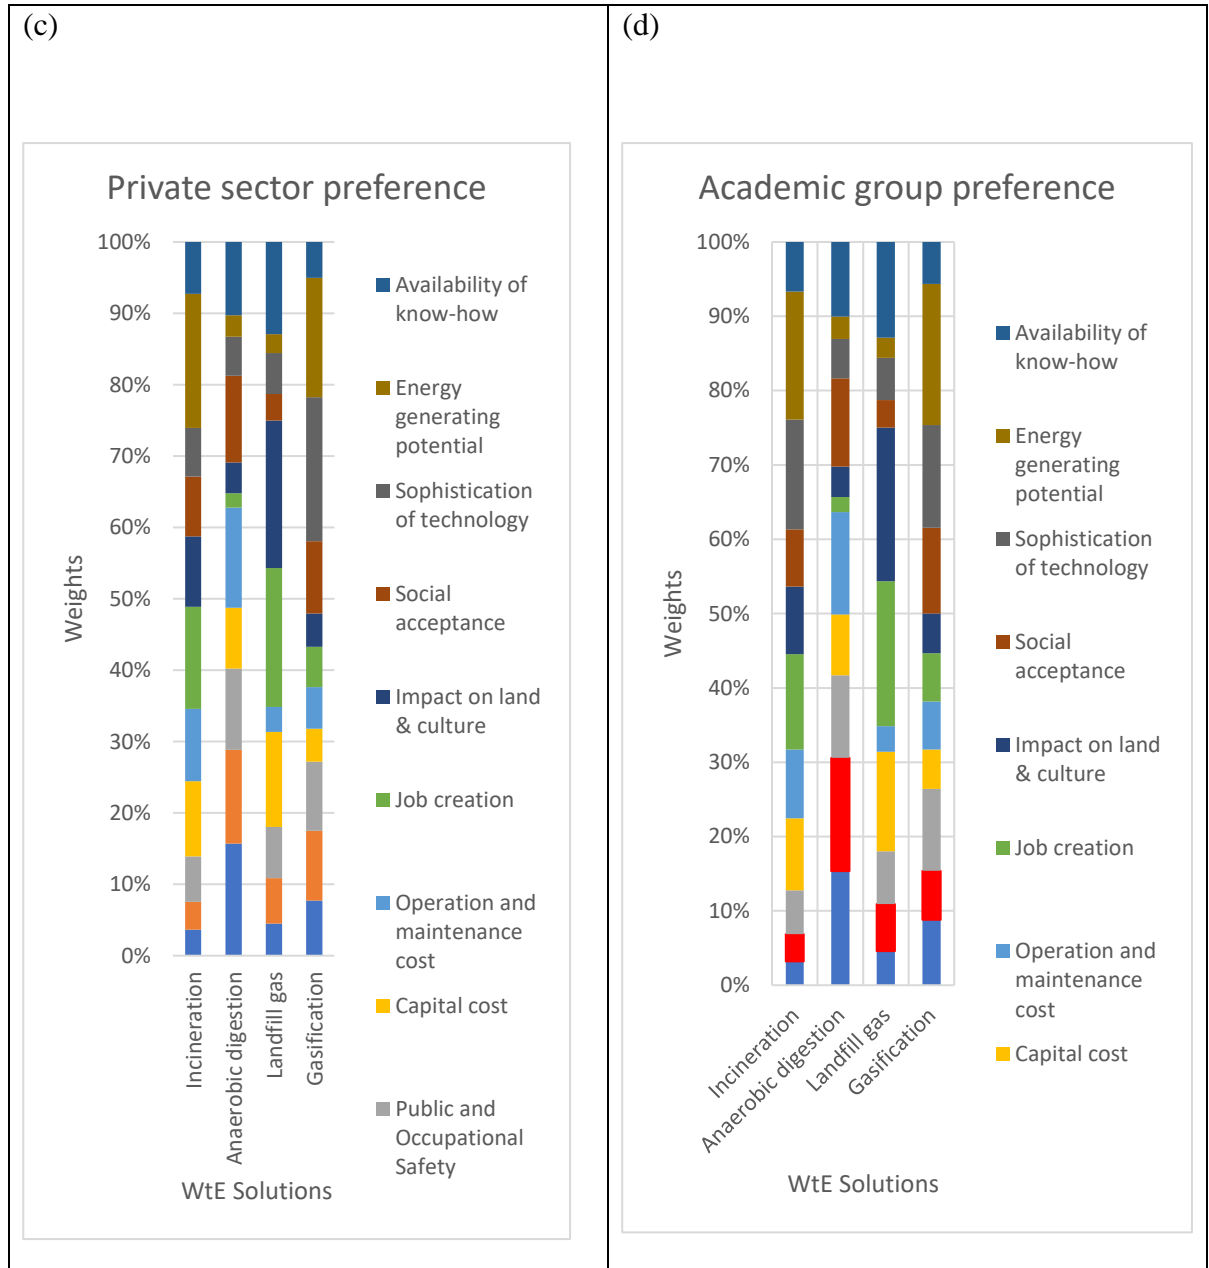 (c)
Private sector preference
100%
90%
80%
70%
60%
50%
40%
30%
20%
10%
0%
Weights
Incineration
Anaerobic digestion
Landfill gas
Gasification
WtE Solutions
Availability of
know-how
Energy
generating
potential
Sophistication
of technology
Social
acceptance
Impact on land
& culture
Job creation
Operation and
maintenance
cost
Capital cost
Public and
Occupational
Safety
(d)
Academic group preference
100%
90%
80%
70%
60%
50%
40%
30%
20%
10%
0%
Weights
Incineration
Anaerobic digestion
Landfill gas
Gasification
WtE Solutions
Availability of
know-how
Energy
generating
potential
Sophistication
of technology
Social
acceptance
Impact on land
& culture
Job creation
Operation and
maintenance
cost
Capital cost